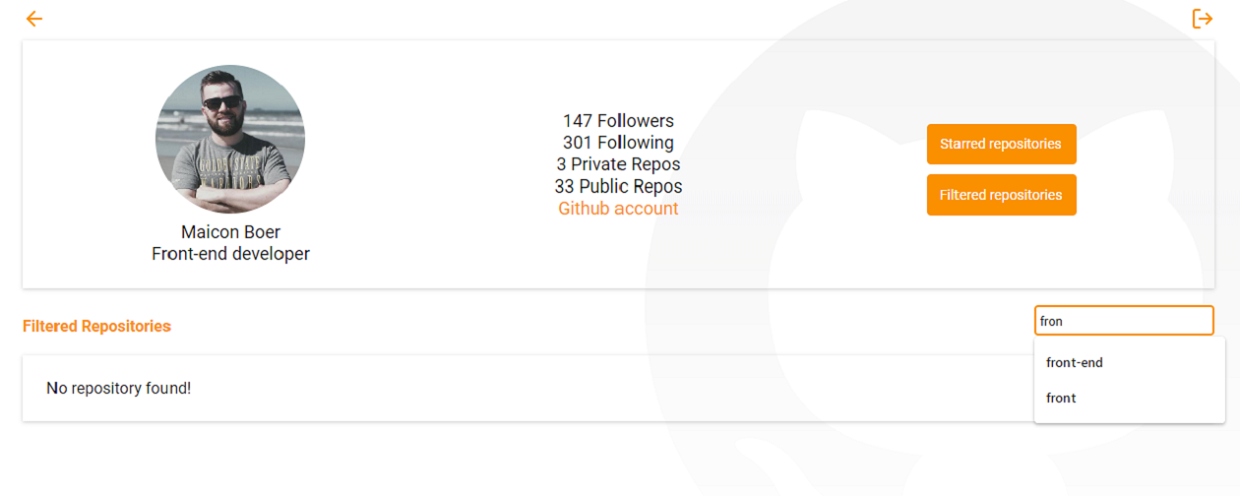 147 Followers
301 Following
3 Private Repos
33 Public Repos
Github account
Starred repositories
Filtered repositories
Maicon Boer
Front-end developer
Filtered Repositories
fron
front-end
front
No repository found!